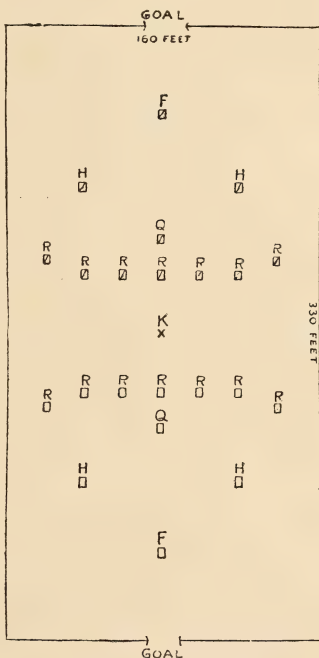 GOAL
160 FEET
F
H H
Q
R R
R R R R R
K
x
330 FEET
R R R R R
R R
Q
H H
F
GOAL